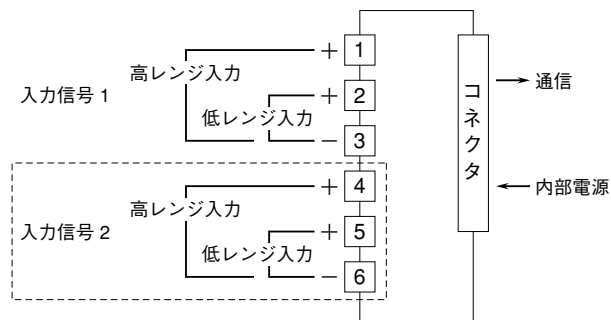 入力信号 1
高レンジ入力
+ 1
低レンジ入力
+ 2
− 3
入力信号 2
高レンジ入力
+ 4
低レンジ入力
+ 5
− 6
コネクタ
通信
内部電源